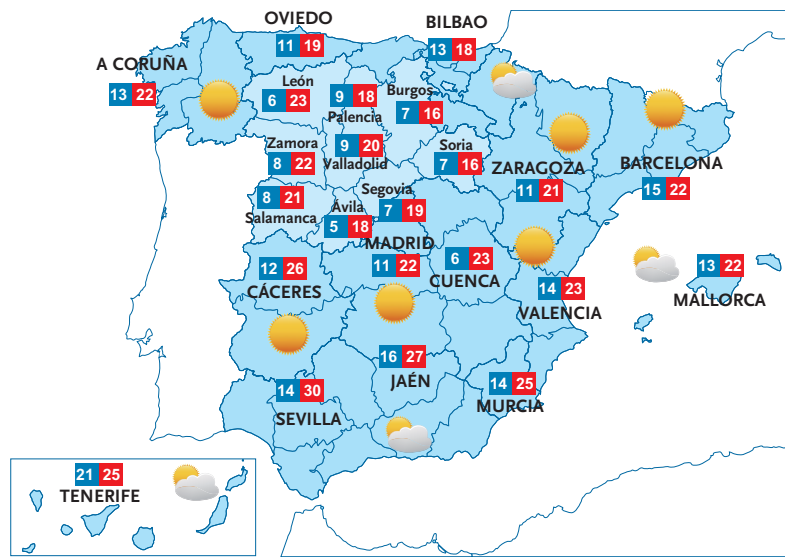 OVIEDO
11 19
BILBAO
13 18
A CORUÑA
13 22
León
6 23
9 18
Palencia
Burgos
7 16
Zamora
8 22
9 20
Valladolid
Soria
7 16
ZARAGOZA
11 21
BARCELONA
15 22
8 21
Salamanca
Ávila
5 18
Segovia
7 19
MADRID
11 22
6 23
CUENCA
12 26
CÁCERES
14 23
VALENCIA
13 22
MALLORCA
16 27
JAÉN
14 30
SEVILLA
14 25
MURCIA
21 25
TENERIFE